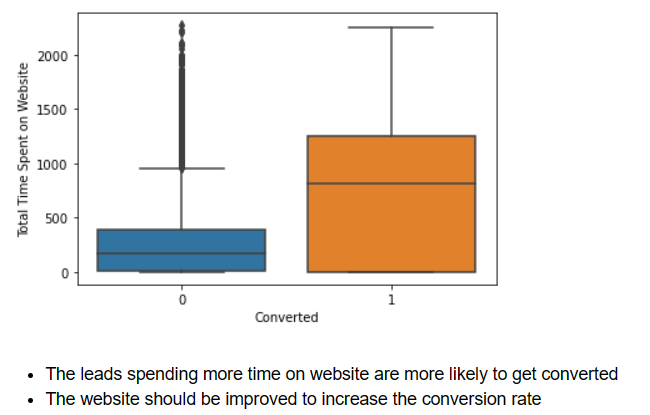 2000
1500
1000
500
0
Total Time Spent on Website
0 1
Converted
• The leads spending more time on website are more likely to get converted
• The website should be improved to increase the conversion rate